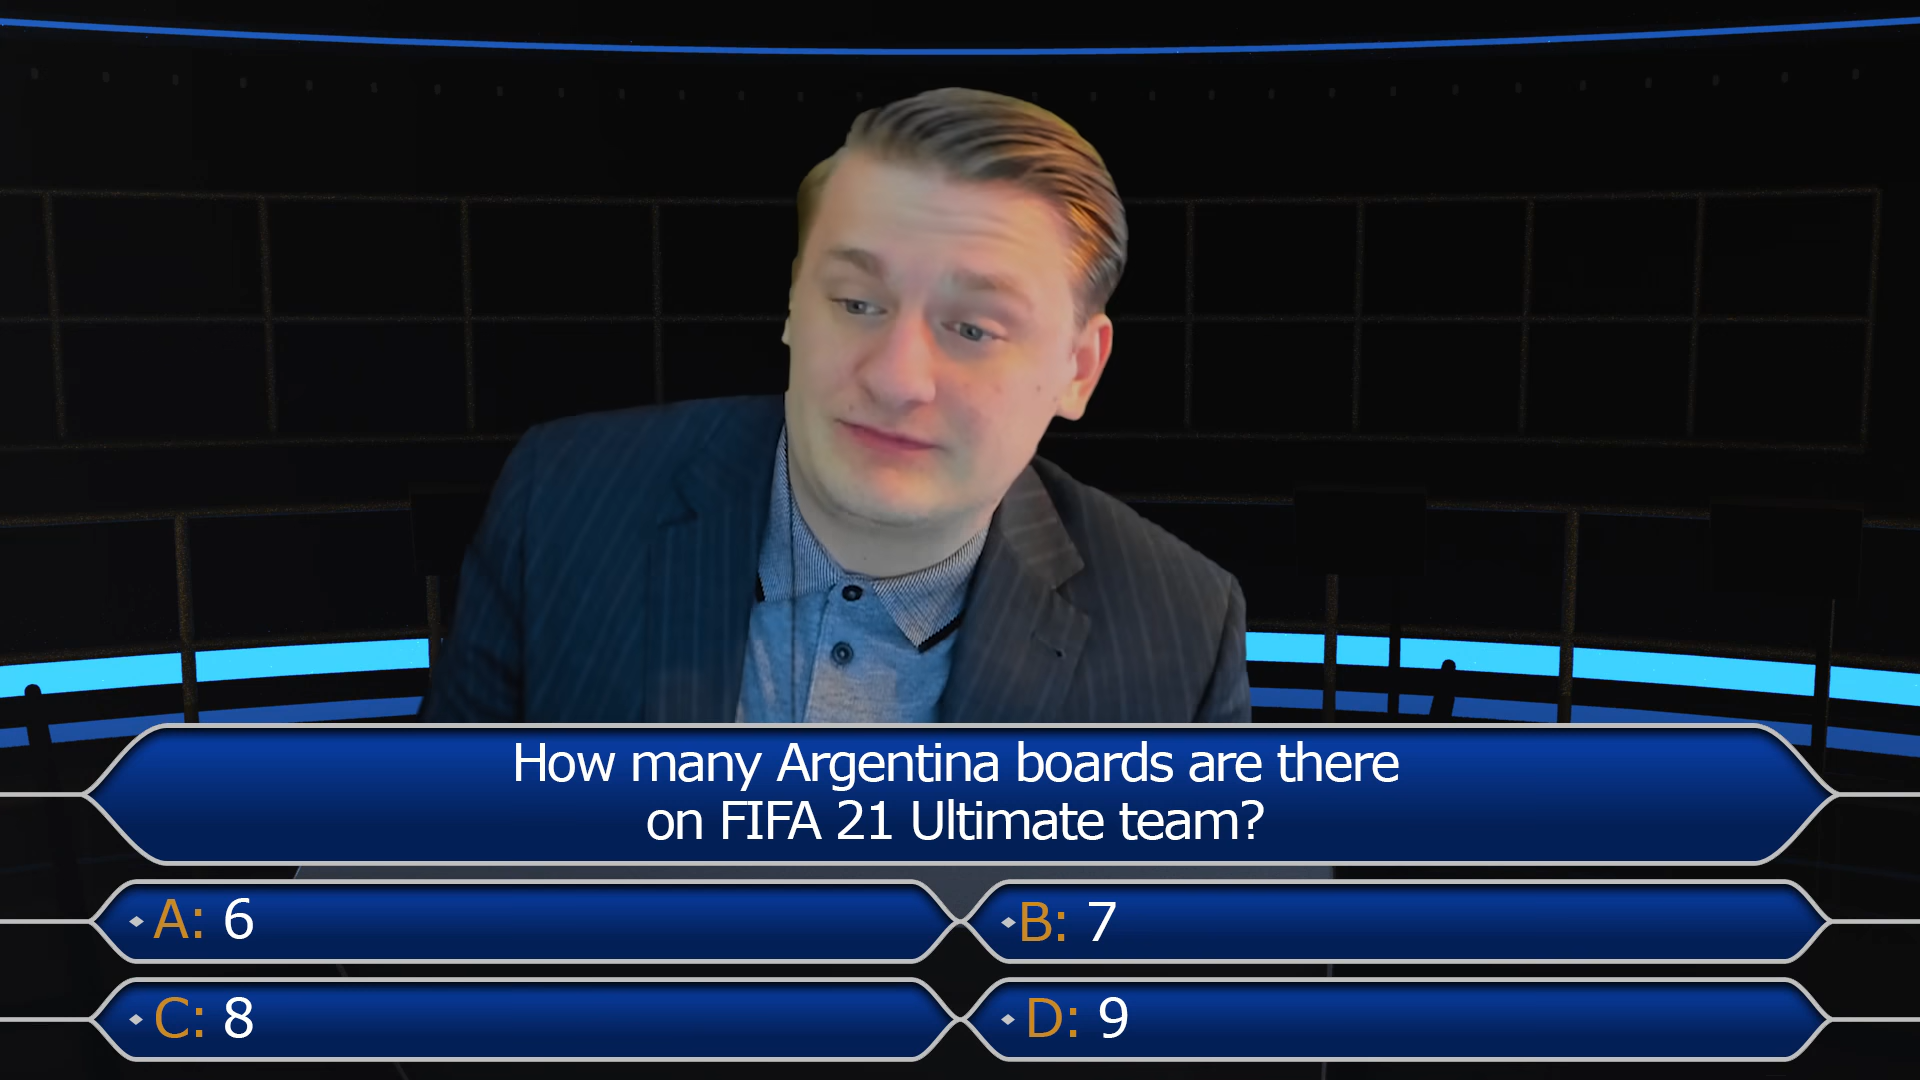 How many Argentina boards are there
on FIFA 21 Ultimate team?
A: 6
B: 7
C: 8
D: 9